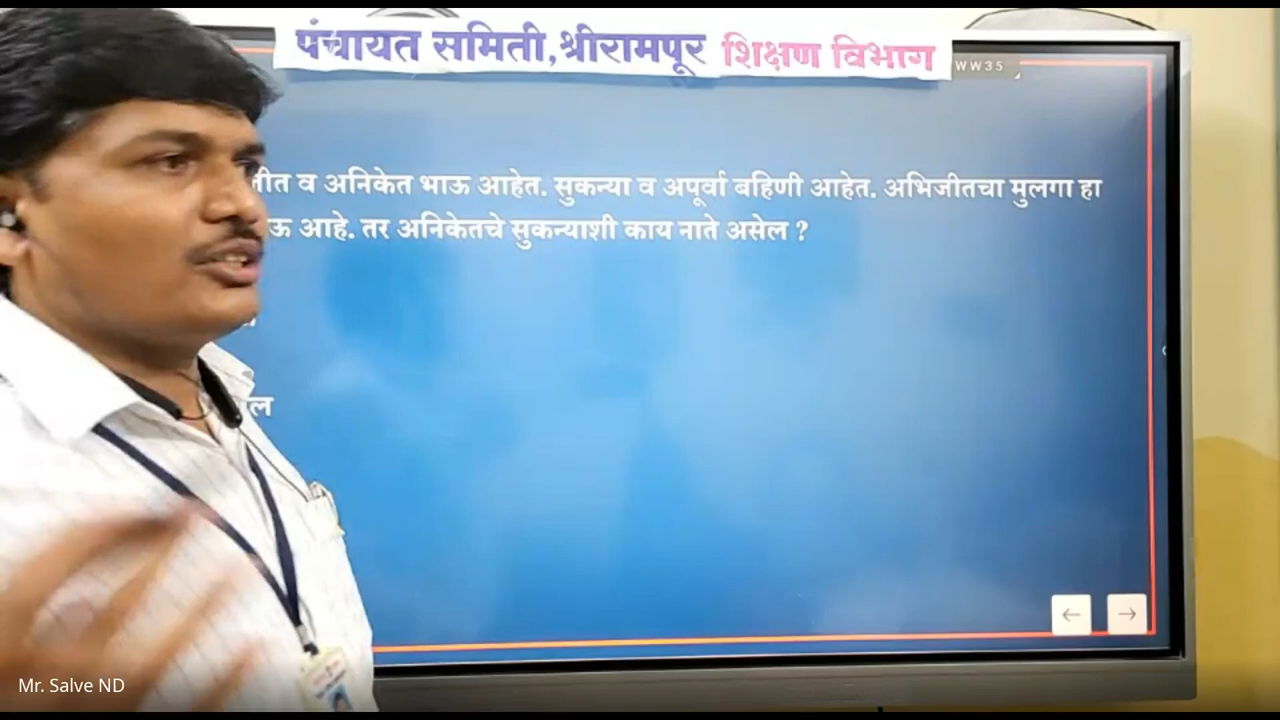 पंचायत समिती,श्रीरामपूर शिक्षण विभाग
WW35
व अनिकेत भाऊ आहेत. सुकन्या व अपूर्वा बहिणी आहेत. अभिजीतचा मुलगा हा
आहे. तर अनिकेतचे सुकन्याशी काय नाते असेल ?
← →
Mr. Salve ND